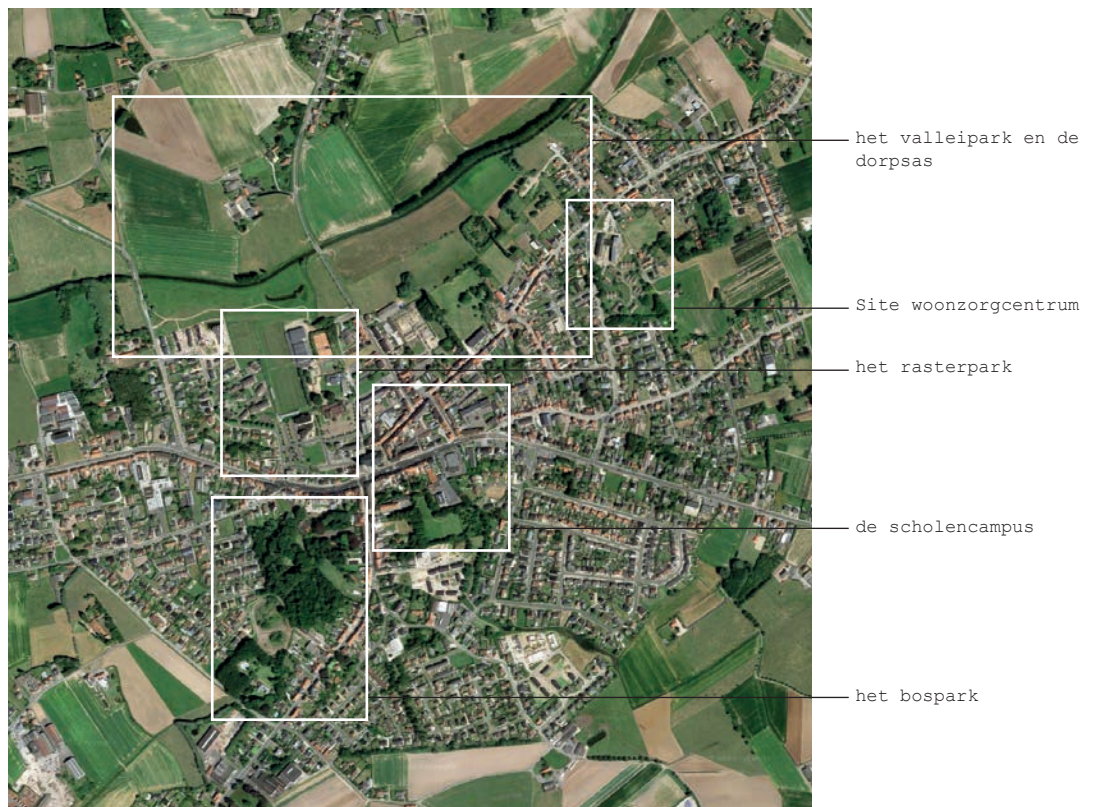 het valleipark en de
dorpsas
Site woonzorgcentrum
het rasterpark
de scholencampus
het bospark